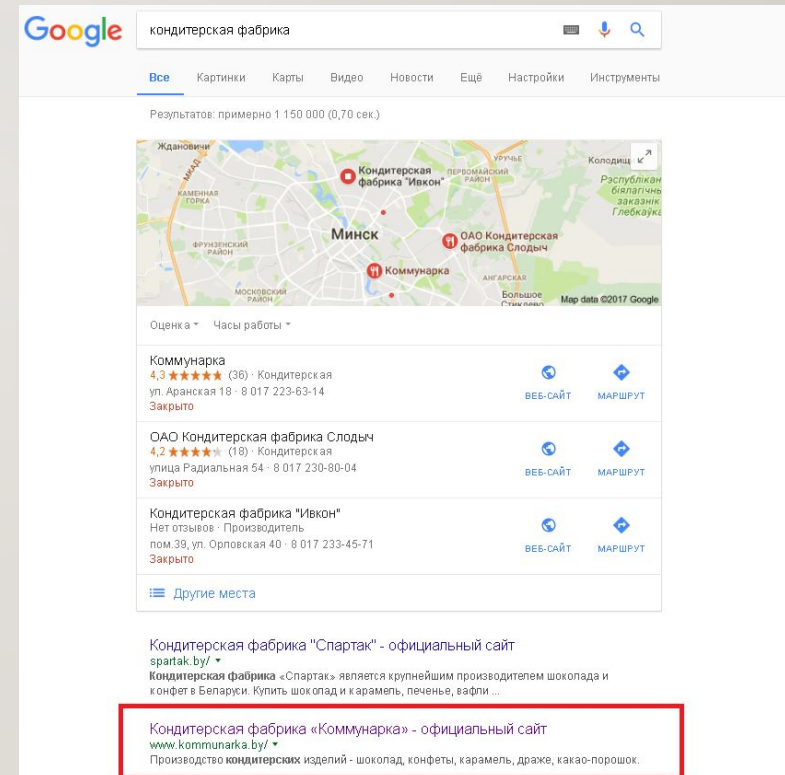 Google
кондитерская фабрика
Все Картинки Карты Видео Новости Ещё Настройки Инструменты
Результатов: примерно 1 150 000 (0,70 сек.)
Ждановичи
МКАД
КАМЕННАЯ ГОРКА
ФРУНЗЕНСКИЙ РАЙОН
МОСКОВСКИЙ РАЙОН
Минск
Кондитерская
фабрика "Ивкон"
УРУЧЬЕ
ПЕРВОМАЙСКИЙ РАЙОН
Колодищ
Рэспублікан
біялагічнь
заказнік
Глебкаўка
ОАО Кондитерская
фабрика Слодыч
Коммунарка
АНГАРСКАЯ
Большое
Стиклево
Map data ©2017 Google
Оценка Часы работы
Коммунарка
4,3 ★★★★★ (36) · Кондитерская
ул. Аранская 18 · 8 017 223-63-14
Закрыто
ВЕБ-САЙТ МАРШРУТ
ОАО Кондитерская фабрика Слодыч
4,2 ★★★★★ (18) · Кондитерская
улица Радиальная 54 · 8 017 230-80-04
Закрыто
ВЕБ-САЙТ МАРШРУТ
Кондитерская фабрика "Ивкон"
Нет отзывов · Производитель
пом.39, ул. Орловская 40 · 8 017 233-45-71
Закрыто
ВЕБ-САЙТ МАРШРУТ
Другие места
Кондитерская фабрика "Спартак" - официальный сайт
spartak.by/
Кондитерская фабрика «Спартак» является крупнейшим производителем шоколада и
конфет в Беларуси. Купить шоколад и карамель, печенье, вафли ...
Кондитерская фабрика «Коммунарка» - официальный сайт
www.kommunarka.by/
Производство кондитерских изделий - шоколад, конфеты, карамель, драже, какао-порошок.